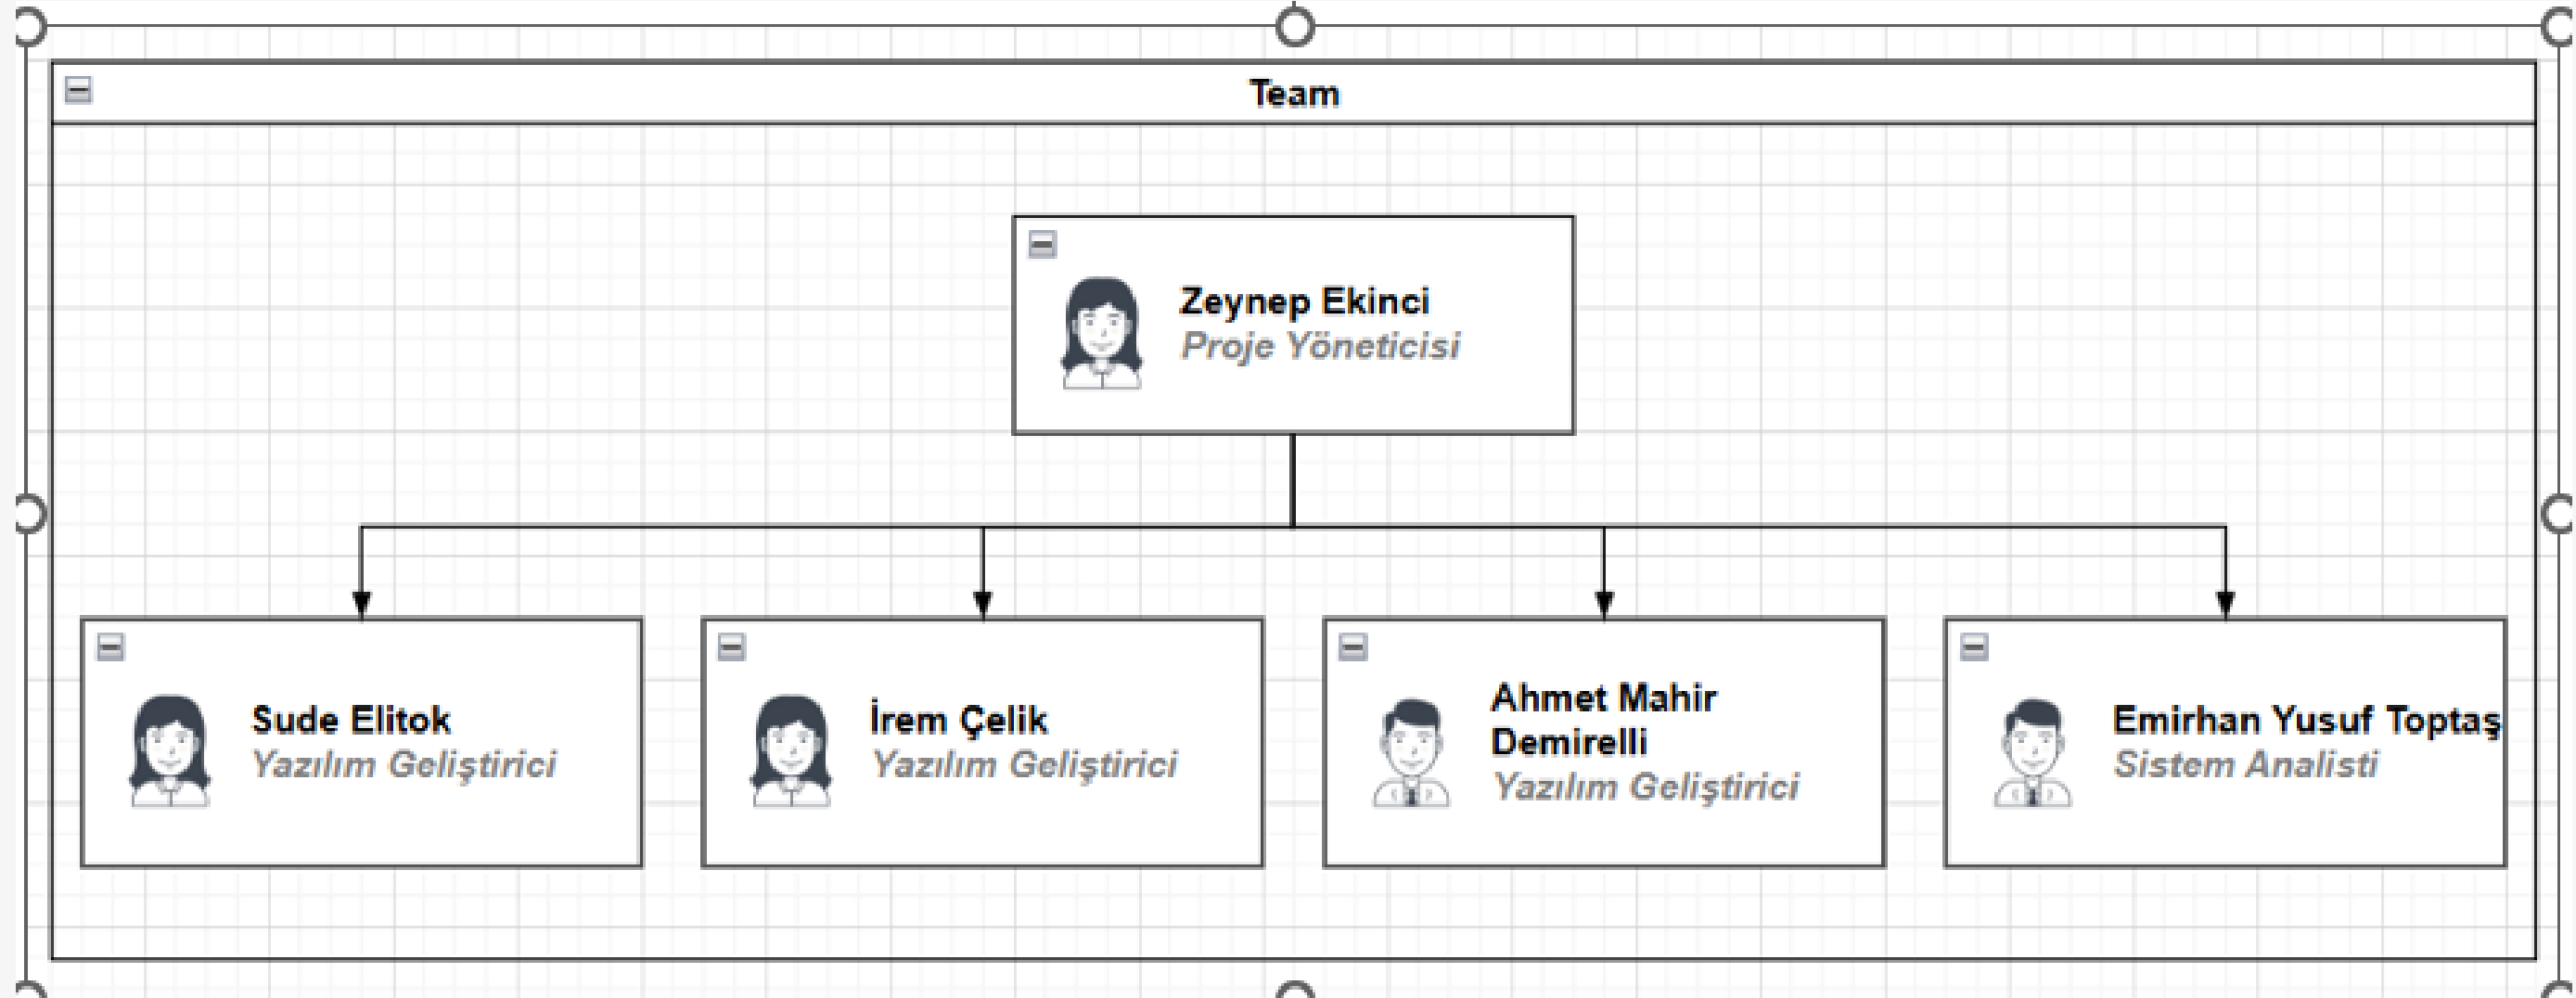 Team
Zeynep Ekinci
Proje Yöneticisi
Sude Elitok
Yazılım Geliştirici
İrem Çelik
Yazılım Geliştirici
Ahmet Mahir
Demirelli
Yazılım Geliştirici
Emirhan Yusuf Toptaş
Sistem Analisti